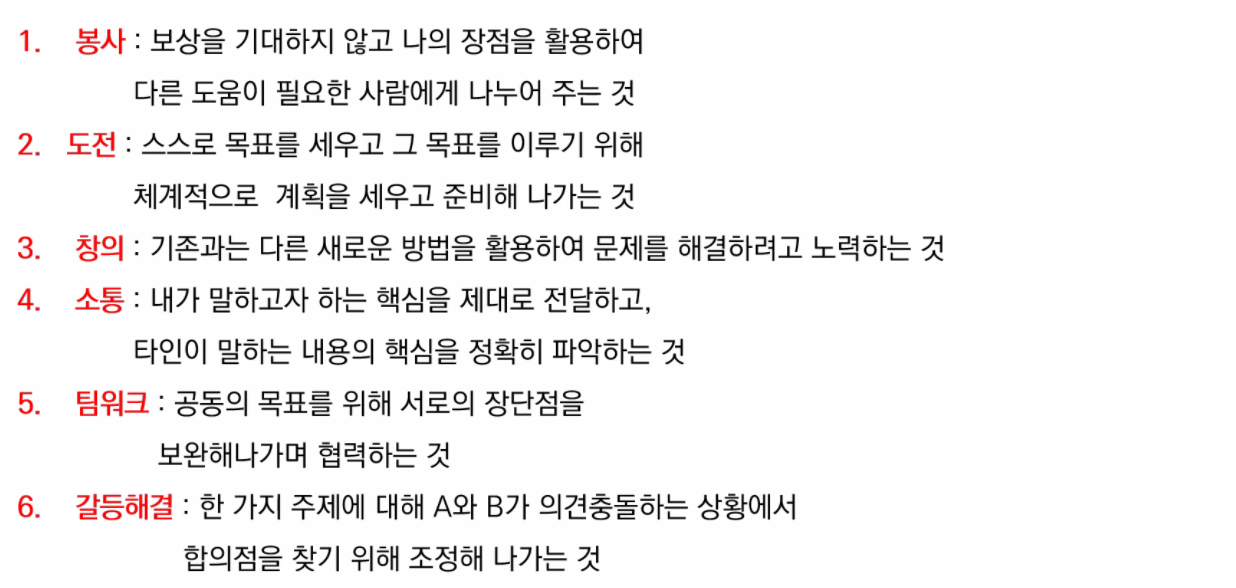 1. 봉사 : 보상을 기대하지 않고 나의 장점을 활용하여
다른 도움이 필요한 사람에게 나누어 주는 것
2. 도전 : 스스로 목표를 세우고 그 목표를 이루기 위해
체계적으로 계획을 세우고 준비해 나가는 것
3. 창의 : 기존과는 다른 새로운 방법을 활용하여 문제를 해결하려고 노력하는 것
4. 소통 : 내가 말하고자 하는 핵심을 제대로 전달하고,
타인이 말하는 내용의 핵심을 정확히 파악하는 것
5. 팀워크 : 공동의 목표를 위해 서로의 장단점을
보완해나가며 협력하는 것
6. 갈등해결 : 한 가지 주제에 대해 A와 B가 의견충돌하는 상황에서
합의점을 찾기 위해 조정해 나가는 것